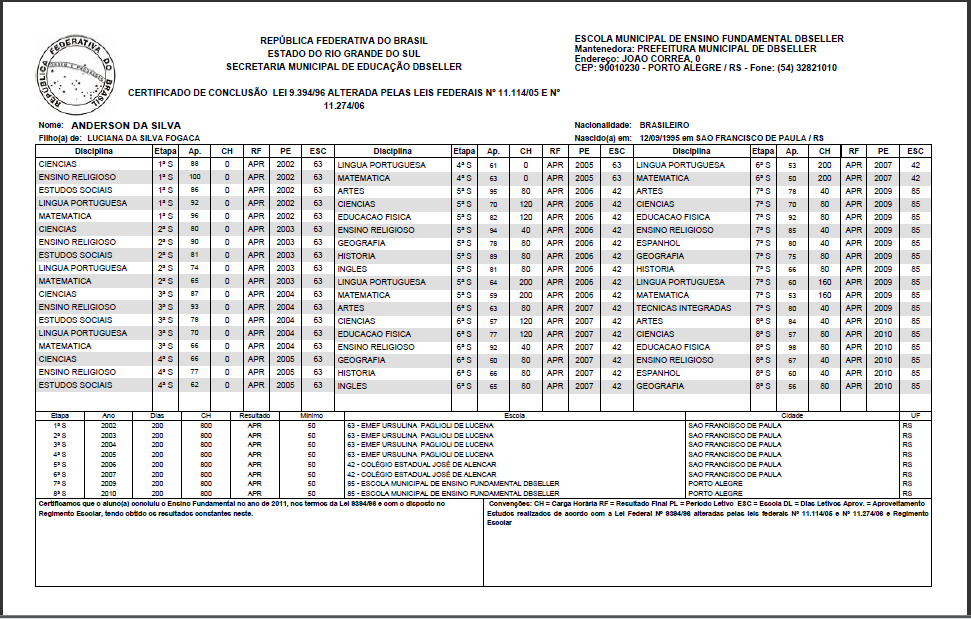 REPÚBLICA FEDERATIVA DO BRASIL
REPÚBLICA FEDERATIVA DO BRASIL
ESTADO DO RIO GRANDE DO SUL
SECRETARIA MUNICIPAL DE EDUCAÇÃO DBSELLER
CERTIFICADO DE CONCLUSÃO LEI 9.394/96 ALTERADA PELAS LEIS FEDERAIS Nº 11.114/05 E Nº
11.274/06
ESCOLA MUNICIPAL DE ENSINO FUNDAMENTAL DBSELLER
Mantenedora: PREFEITURA MUNICIPAL DE DBSELLER
Endereço: JOAO CORREA, 0
CEP: 90010230 - PORTO ALEGRE / RS - Fone: (54) 32821010
Nome: ANDERSON DA SILVA
Nacionalidade: BRASILEIRO
Filho(a) de: LUCIANA DA SILVA FOGACA
Nascido(a) em: 12/09/1995 em SAO FRANCISCO DE PAULA / RS
Disciplina Etapa Ap. CH RF PE ESC Disciplina Etapa Ap. CH RF PE ESC Disciplina Etapa Ap. CH RF PE ESC
CIENCIAS 1ª S 88 0 APR 2002 63 LINGUA PORTUGUESA 4ª S 61 0 APR 2005 63 LINGUA PORTUGUESA 6ª S 53 200 APR 2007 42
ENSINO RELIGIOSO 1ª S 100 0 APR 2002 63 MATEMATICA 4ª S 63 0 APR 2005 63 MATEMATICA 6ª S 50 200 APR 2007 42
ESTUDOS SOCIAIS 1ª S 86 0 APR 2002 63 ARTES 5ª S 95 80 APR 2006 42 ARTES 7ª S 78 40 APR 2009 85
LINGUA PORTUGUESA 1ª S 92 0 APR 2002 63 CIENCIAS 5ª S 70 120 APR 2006 42 CIENCIAS 7ª S 70 80 APR 2009 85
MATEMATICA 1ª S 96 0 APR 2002 63 EDUCACAO FISICA 5ª S 82 120 APR 2006 42 EDUCACAO FISICA 7ª S 92 80 APR 2009 85
CIENCIAS 2ª S 80 0 APR 2003 63 ENSINO RELIGIOSO 5ª S 94 40 APR 2006 42 ENSINO RELIGIOSO 7ª S 85 40 APR 2009 85
ENSINO RELIGIOSO 2ª S 90 0 APR 2003 63 GEOGRAFIA 5ª S 78 80 APR 2006 42 ESPANHOL 7ª S 80 40 APR 2009 85
ESTUDOS SOCIAIS 2ª S 81 0 APR 2003 63 HISTORIA 5ª S 89 80 APR 2006 42 GEOGRAFIA 7ª S 75 80 APR 2009 85
LINGUA PORTUGUESA 2ª S 74 0 APR 2003 63 INGLES 5ª S 81 80 APR 2006 42 HISTORIA 7ª S 66 80 APR 2009 85
MATEMATICA 2ª S 65 0 APR 2003 63 LINGUA PORTUGUESA 5ª S 64 200 APR 2006 42 LINGUA PORTUGUESA 7ª S 60 160 APR 2009 85
CIENCIAS 3ª S 87 0 APR 2004 63 MATEMATICA 5ª S 59 200 APR 2006 42 MATEMATICA 7ª S 53 160 APR 2009 85
ENSINO RELIGIOSO 3ª S 93 0 APR 2004 63 ARTES 6ª S 63 80 APR 2007 42 TECNICAS INTEGRADAS 7ª S 80 40 APR 2009 85
ESTUDOS SOCIAIS 3ª S 78 0 APR 2004 63 CIENCIAS 6ª S 57 120 APR 2007 42 ARTES 8ª S 84 40 APR 2010 85
LINGUA PORTUGUESA 3ª S 70 0 APR 2004 63 EDUCACAO FISICA 6ª S 77 120 APR 2007 42 CIENCIAS 8ª S 57 80 APR 2010 85
MATEMATICA 3ª S 66 0 APR 2004 63 ENSINO RELIGIOSO 6ª S 92 40 APR 2007 42 EDUCACAO FISICA 8ª S 98 80 APR 2010 85
CIENCIAS 4ª S 66 0 APR 2005 63 GEOGRAFIA 6ª S 50 80 APR 2007 42 ENSINO RELIGIOSO 8ª S 67 40 APR 2010 85
ENSINO RELIGIOSO 4ª S 77 0 APR 2005 63 HISTORIA 6ª S 66 80 APR 2007 42 ESPANHOL 8ª S 60 40 APR 2010 85
ESTUDOS SOCIAIS 4ª S 62 0 APR 2005 63 INGLES 6ª S 65 80 APR 2007 42 GEOGRAFIA 8ª S 56 80 APR 2010 85
Etapa Ano Dias CH Resultado Mínimo Escola Cidade UF
1ª S 2002 200 800 APR 50 63 - EMEF URSULINA PAGLIOLI DE LUCENA SAO FRANCISCO DE PAULA RS
2ª S 2003 200 800 APR 50 63 - EMEF URSULINA PAGLIOLI DE LUCENA SAO FRANCISCO DE PAULA RS
3ª S 2004 200 800 APR 50 63 - EMEF URSULINA PAGLIOLI DE LUCENA SAO FRANCISCO DE PAULA RS
4ª S 2005 200 800 APR 50 63 - EMEF URSULINA PAGLIOLI DE LUCENA SAO FRANCISCO DE PAULA RS
5ª S 2006 200 800 APR 50 42 - COLÉGIO ESTADUAL JOSÉ DE ALENCAR SAO FRANCISCO DE PAULA RS
6ª S 2007 200 800 APR 50 42 - COLÉGIO ESTADUAL JOSÉ DE ALENCAR SAO FRANCISCO DE PAULA RS
7ª S 2009 200 800 APR 50 85 - ESCOLA MUNICIPAL DE ENSINO FUNDAMENTAL DBSELLER PORTO ALEGRE RS
8ª S 2010 200 800 APR 50 85 - ESCOLA MUNICIPAL DE ENSINO FUNDAMENTAL DBSELLER PORTO ALEGRE RS
Certificamos que o aluno(a) concluiu o Ensino Fundamental no ano de 2011, nos termos da Lei 9394/96 e com o disposto no
Regimento Escolar, tendo obtido os resultados constantes neste.
Convenções: CH = Carga Horária RF = Resultado Final PL = Período Letivo ESC = Escola DL = Dias Letivos Aprov. = Aproveitamento
Estudos realizados de acordo com a Lei Federal Nº 9394/96 alteradas pelas leis federais Nº 11.114/05 e Nº 11.274/06 e Regimento
Escolar